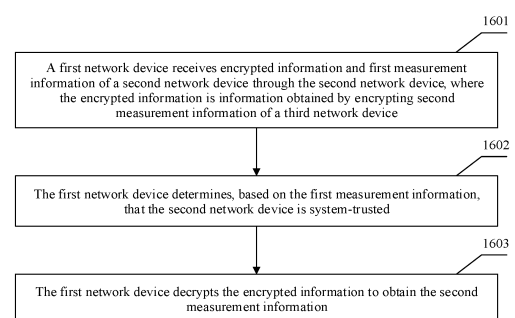 1601
A first network device receives encrypted information and first measurement
information of a second network device through the second network device, where
the encrypted information is information obtained by encrypting second
measurement information of a third network device
1602
The first network device determines, based on the first measurement information,
that the second network device is system-trusted
1603
The first network device decrypts the encrypted information to obtain the second
measurement information